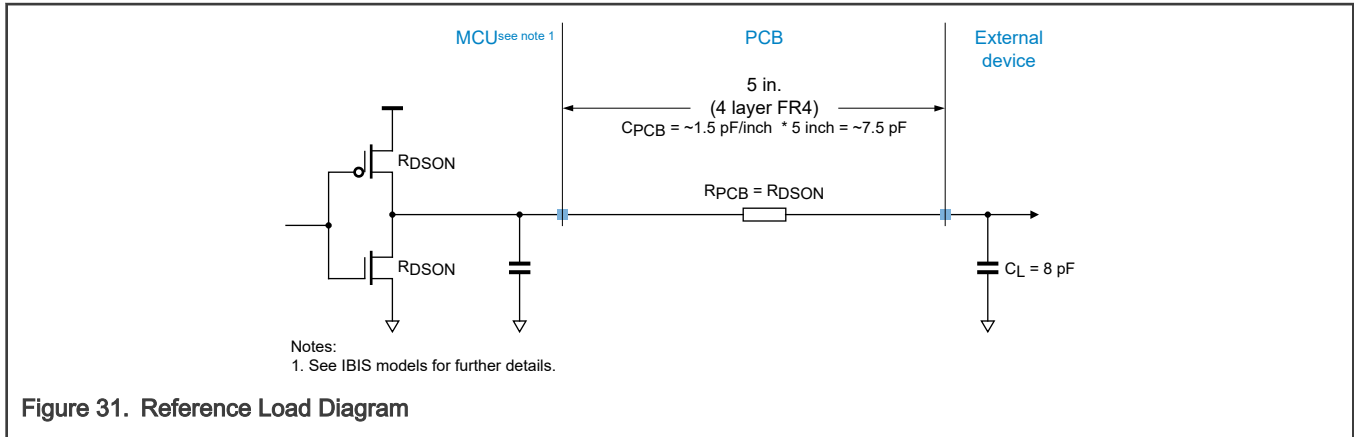 MCU see note 1
PCB
External
device
5 in.
(4 layer FR4)
CPCB = ~1.5 pF/inch * 5 inch = ~7.5 pF
RDSON
RPCB = RDSON
RDSON
CL = 8 pF
Notes:
1. See IBIS models for further details.
Figure 31. Reference Load Diagram